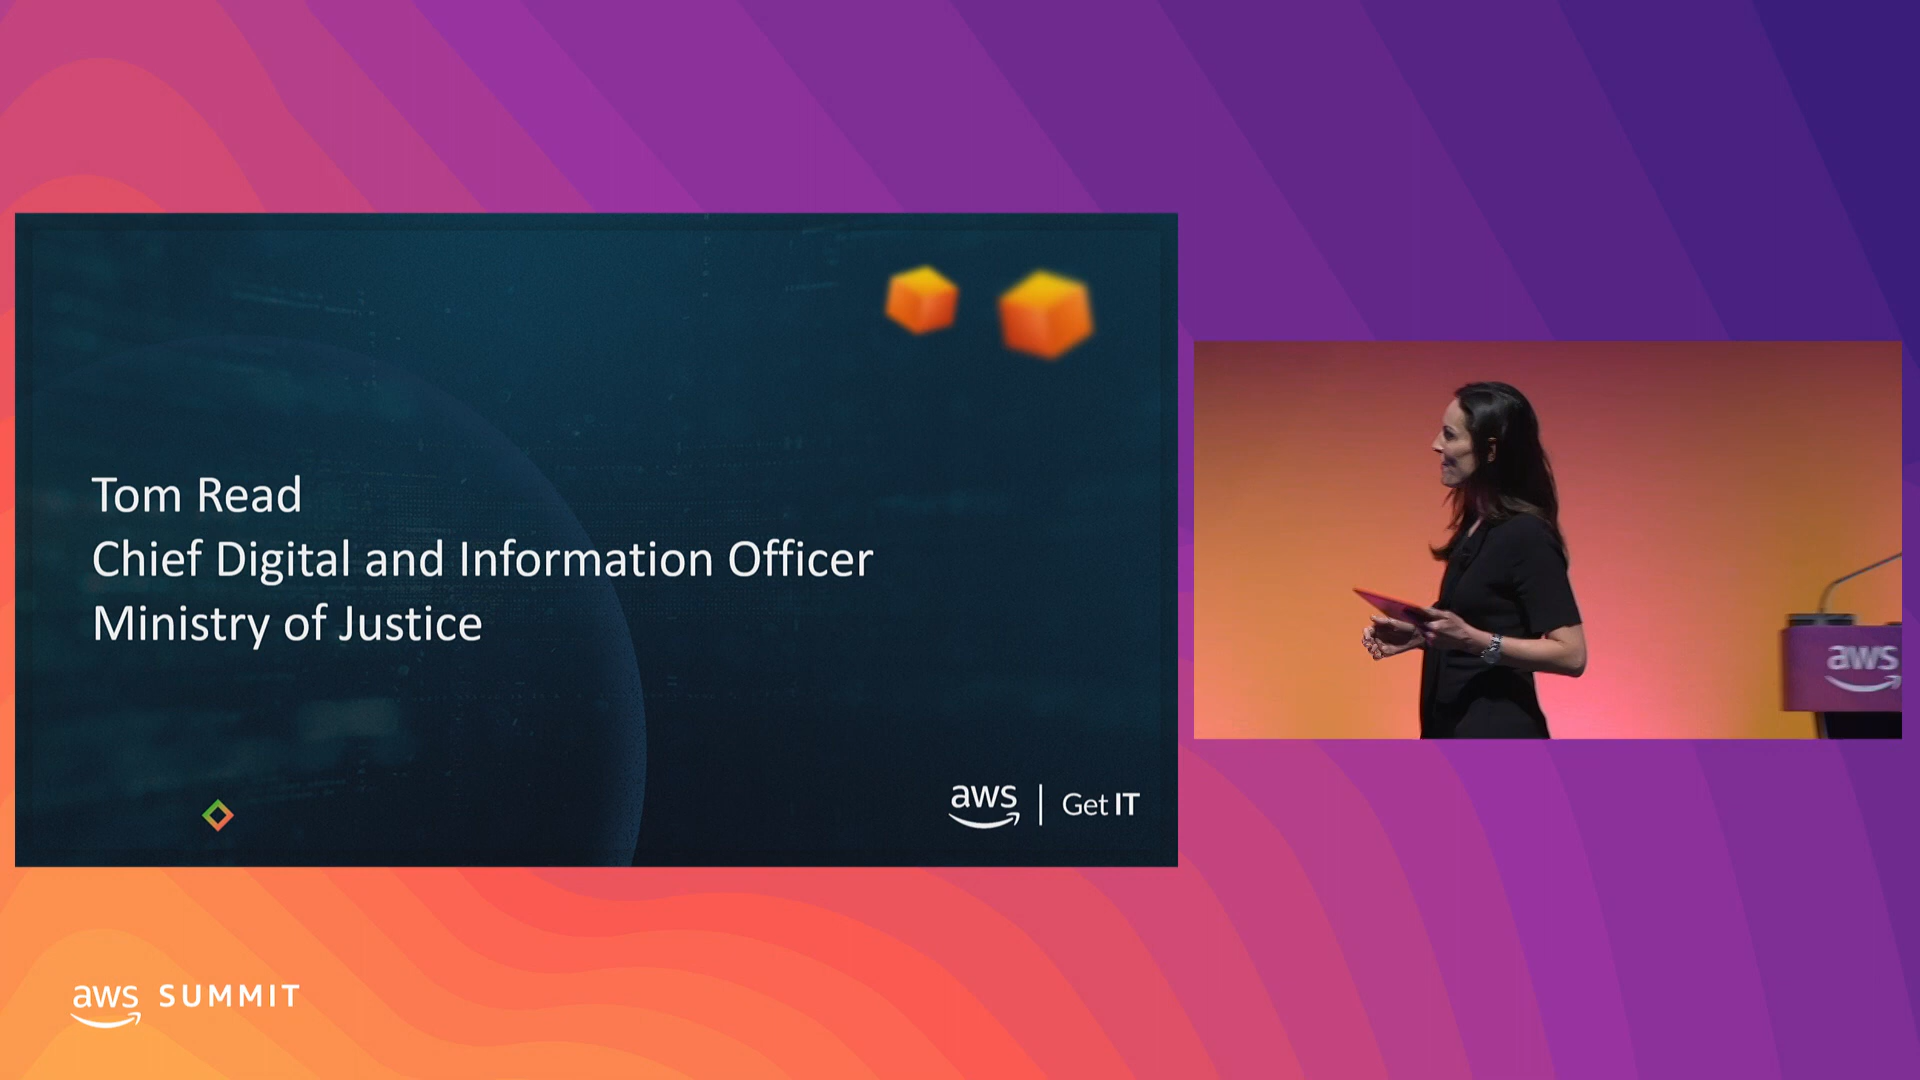 Tom Read
Chief Digital and Information Officer
Ministry of Justice
aws | Get IT
aws
aws SUMMIT